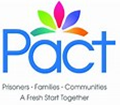 Pact
Prisoners · Families · Communities
A Fresh Start Together